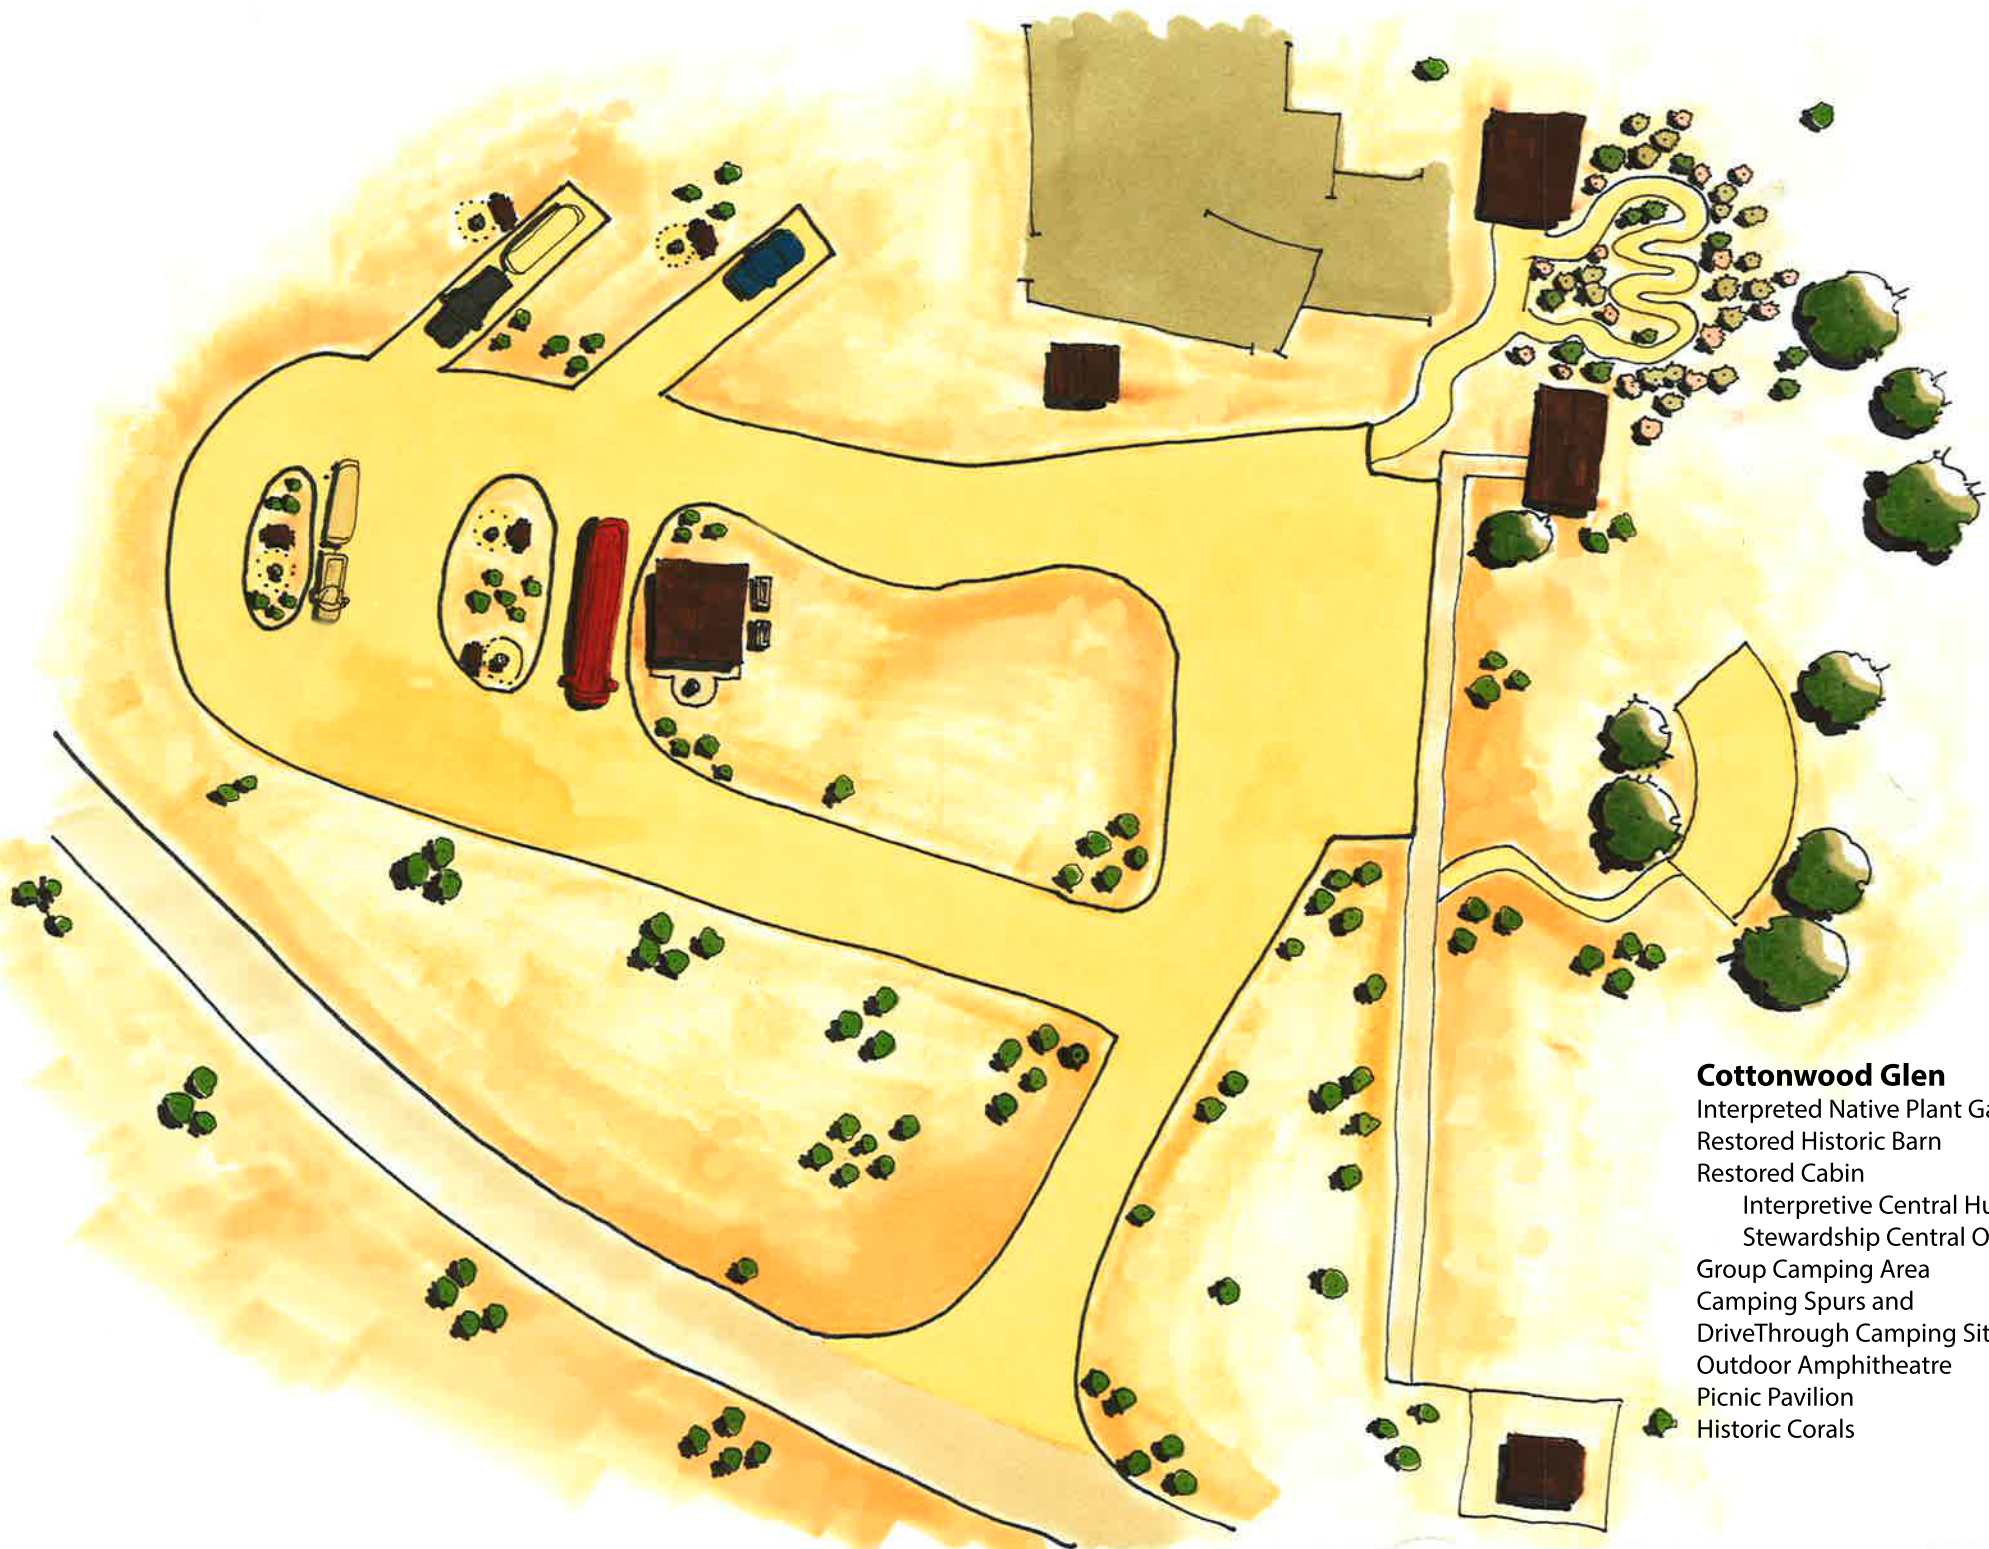 Cottonwood Glen
Interpreted Native Plant
Restored Historic Barn
Restored Cabin
Interpretive Central
Stewardship Central
Group Camping Area
Camping Spurs and
DriveThrough Camping
Outdoor Amphitheatre
Picnic Pavilion
Historic Corals